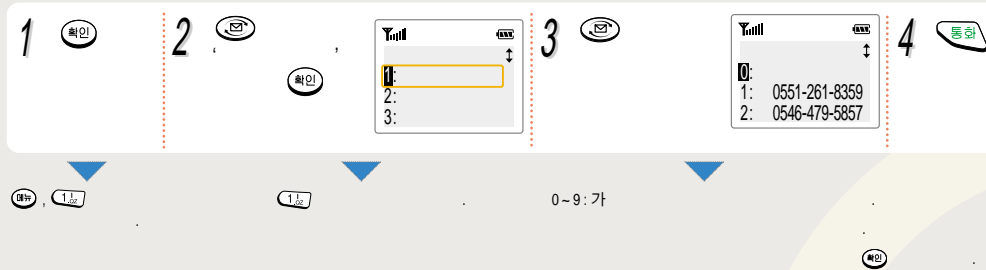 1 확인
2
‘ ’
확인
1:
2:
3:
3
0:
1: 0551-261-8359
2: 0546-479-5857
4 통화
메뉴 , 1 .,oz
.
1 .,oz .
0~9: 가 .
.
확인 .